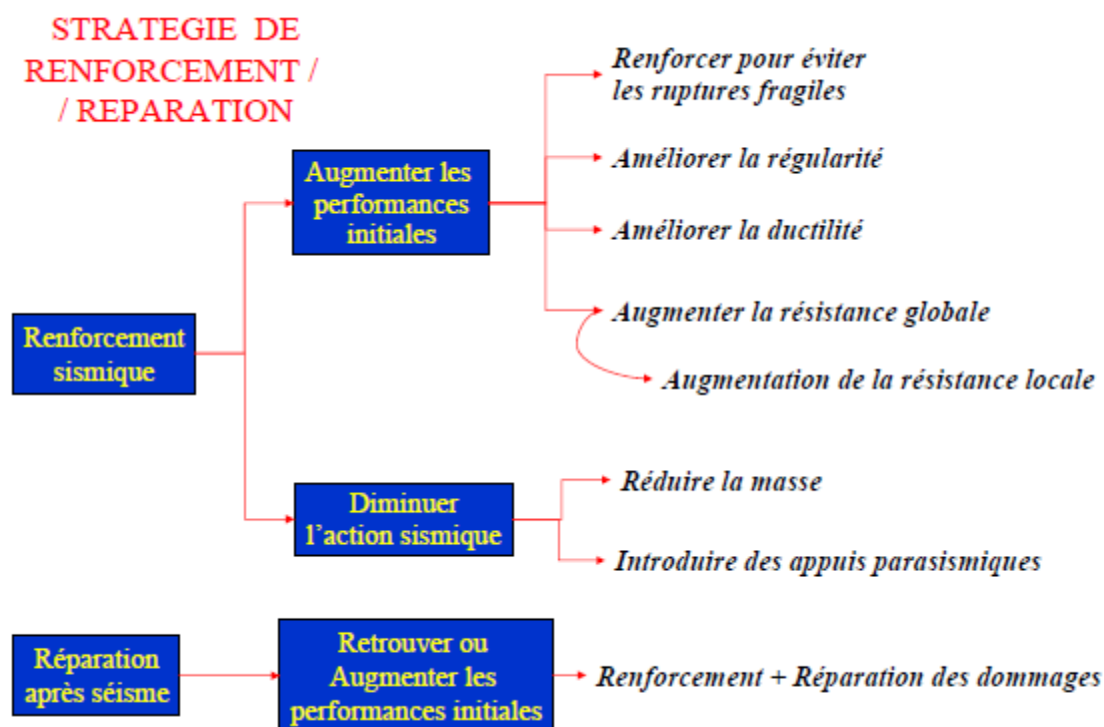 STRATEGIE DE
RENFORCEMENT /
/ REPARATION
Renforcer pour éviter
les ruptures fragiles
Augmenter les
performances
initiales
Améliorer la régularité
Améliorer la ductilité
Augmenter la résistance globale
Augmentation de la résistance locale
Renforcement
sismique
Diminuer
l'action sismique
Réduire la masse
Introduire des appuis parasismiques
Réparation
après séisme
Retrouver ou
Augmenter les
performances initiales
Renforcement + Réparation des dommages